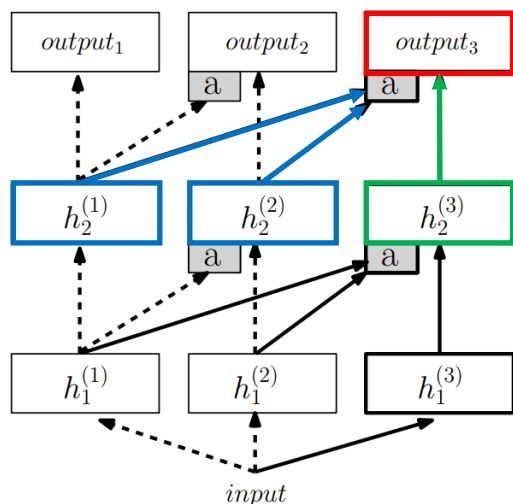 output₁ output₂ output₃
a a
h₂⁽¹⁾ h₂⁽²⁾ h₂⁽³⁾
a a
h₁⁽¹⁾ h₁⁽²⁾ h₁⁽³⁾
input